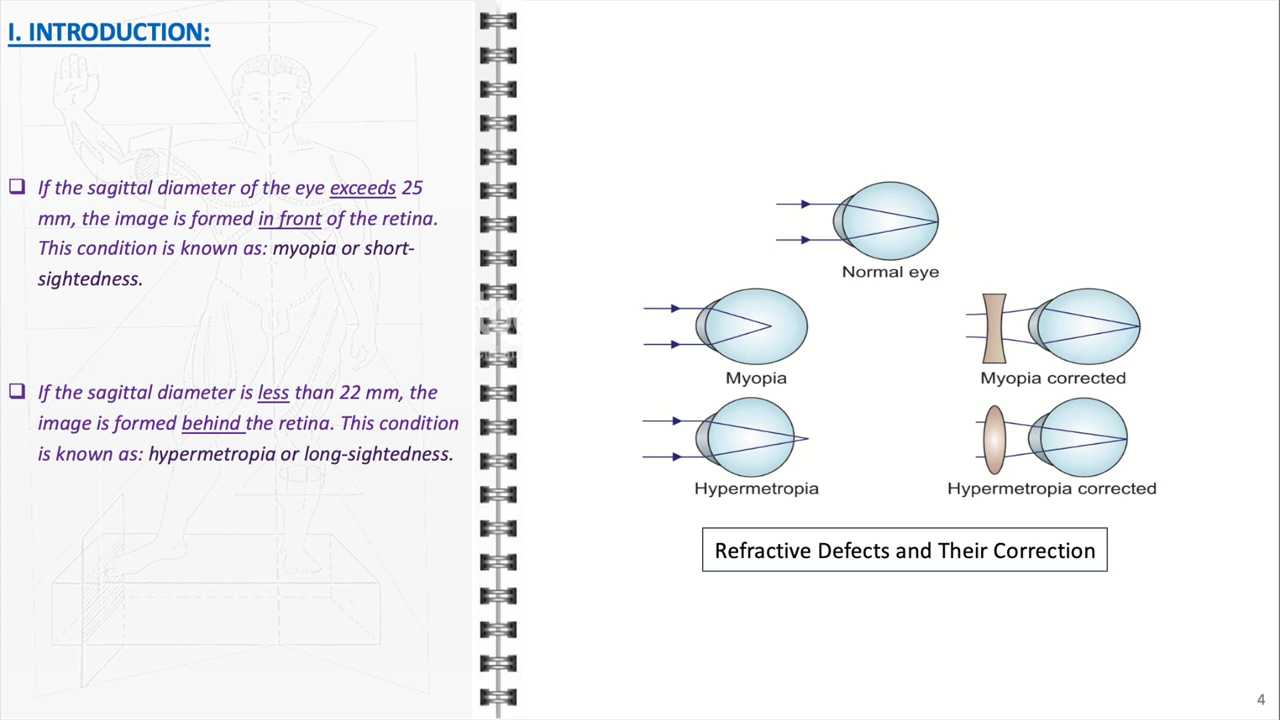 I. INTRODUCTION:
❑ If the sagittal diameter of the eye exceeds 25
mm, the image is formed in front of the retina.
This condition is known as: myopia or short-
sightedness.
❑ If the sagittal diameter is less than 22 mm, the
image is formed behind the retina. This condition
is known as: hypermetropia or long-sightedness.
Normal eye
Myopia
Myopia corrected
Hypermetropia
Hypermetropia corrected
Refractive Defects and Their Correction
4